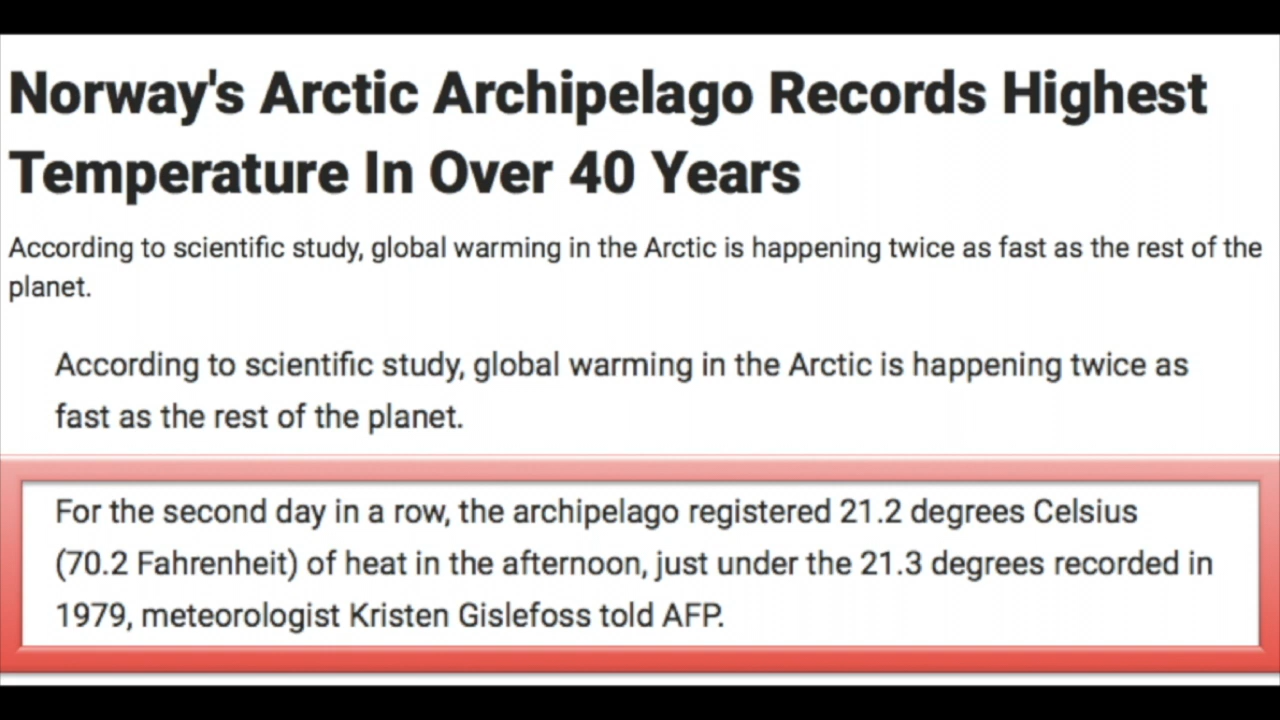 Norway's Arctic Archipelago Records Highest
Temperature In Over 40 Years
According to scientific study, global warming in the Arctic is happening twice as fast as the rest of the
planet.
According to scientific study, global warming in the Arctic is happening twice as
fast as the rest of the planet.
For the second day in a row, the archipelago registered 21.2 degrees Celsius
(70.2 Fahrenheit) of heat in the afternoon, just under the 21.3 degrees recorded in
1979, meteorologist Kristen Gislefoss told AFP.